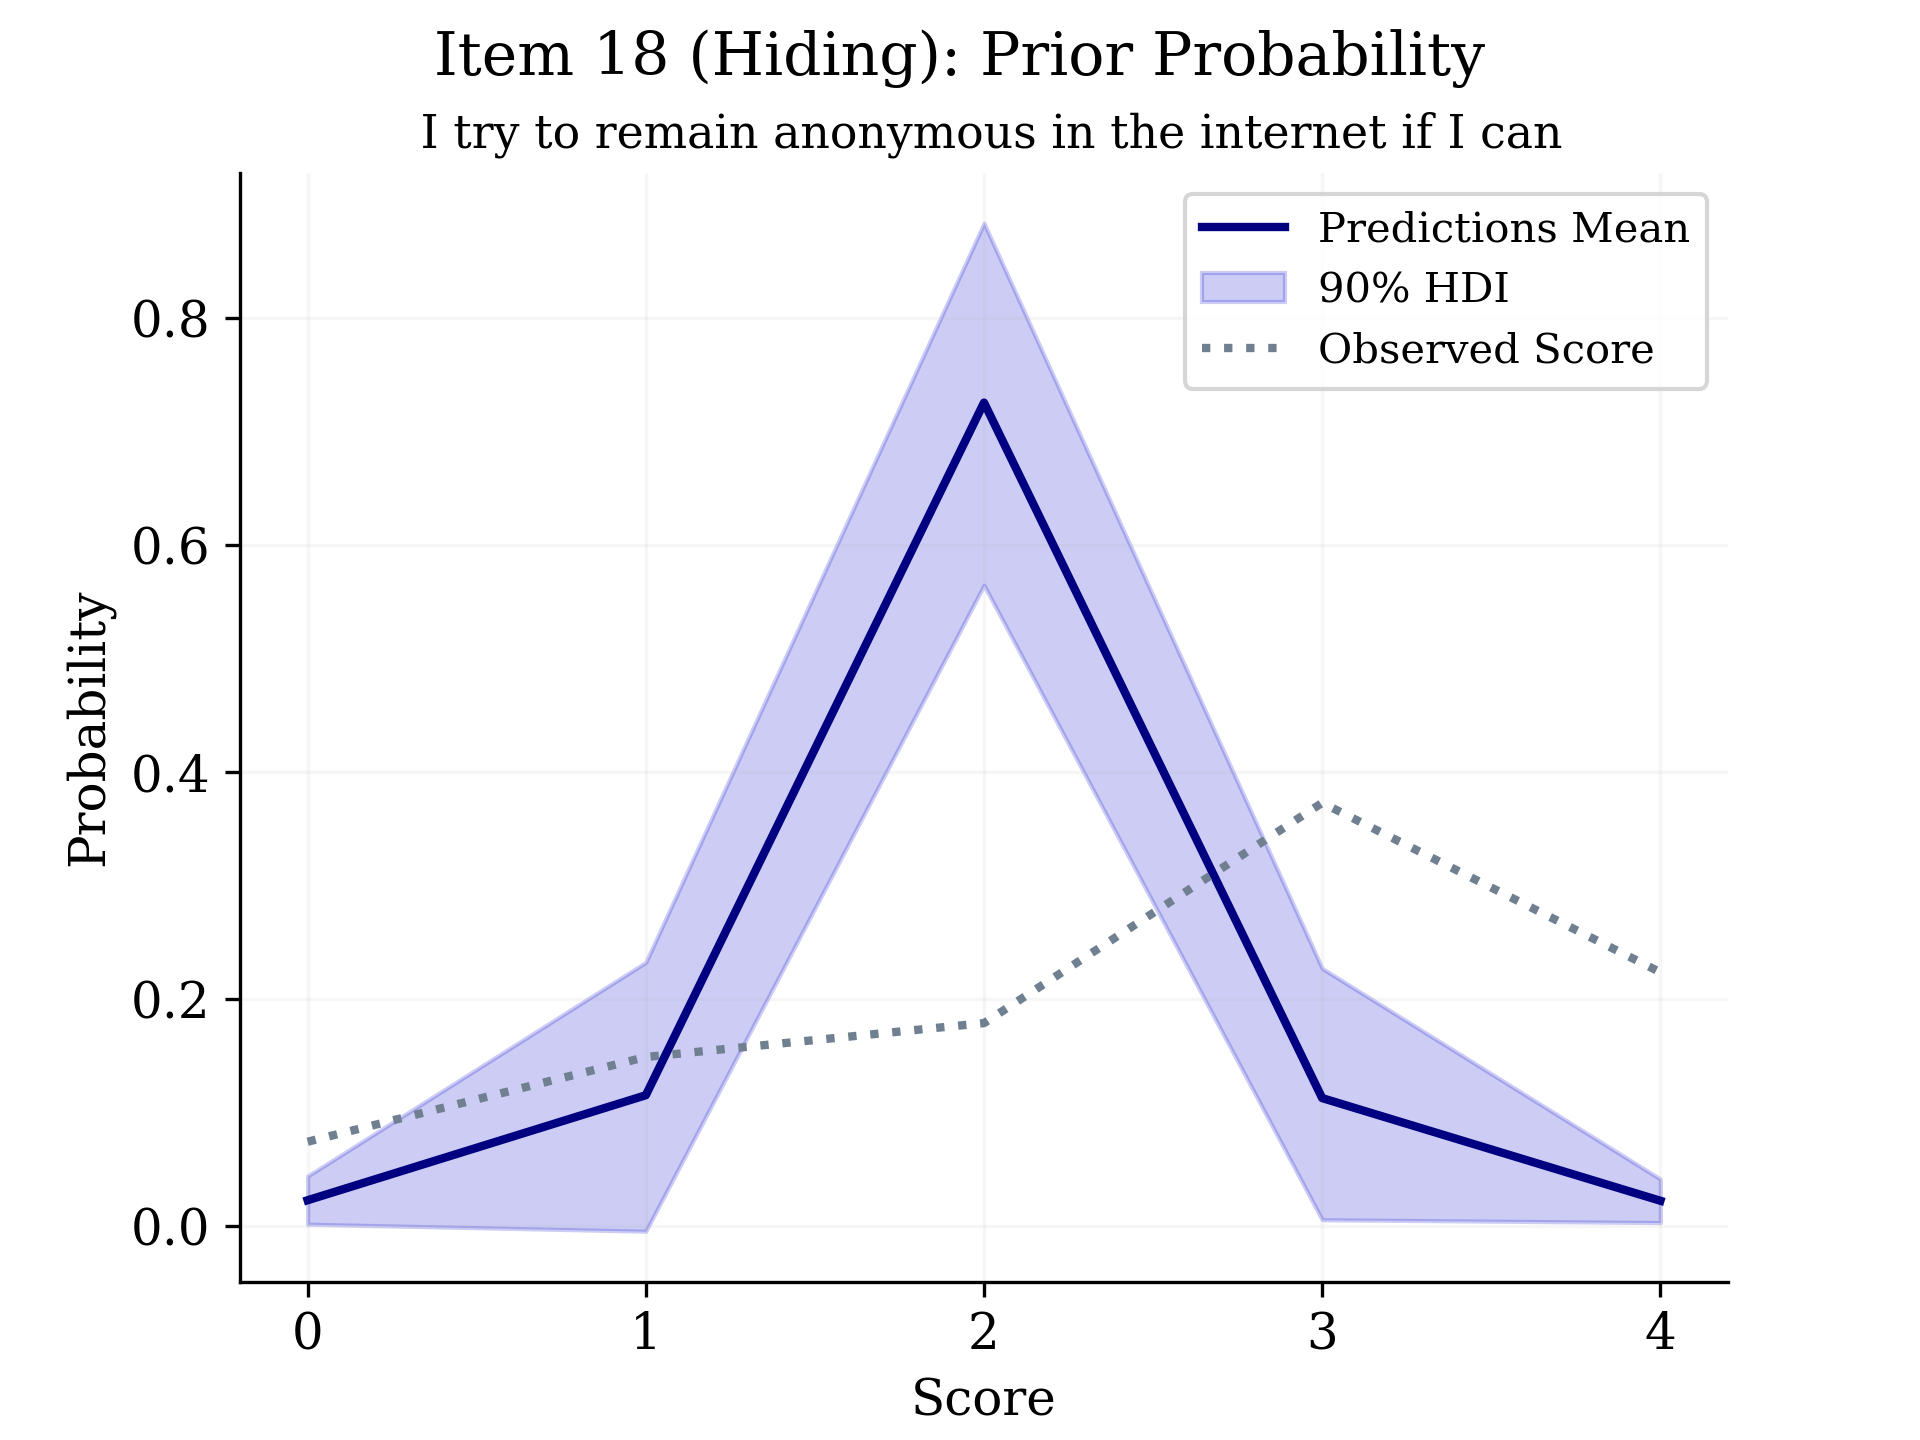 Item 18 (Hiding): Prior Probability
I try to remain anonymous in the internet if I can
Predictions Mean
90% HDI
Observed Score
Probability
0.8
0.6
0.4
0.2
0.0
0 1 2 3 4
Score